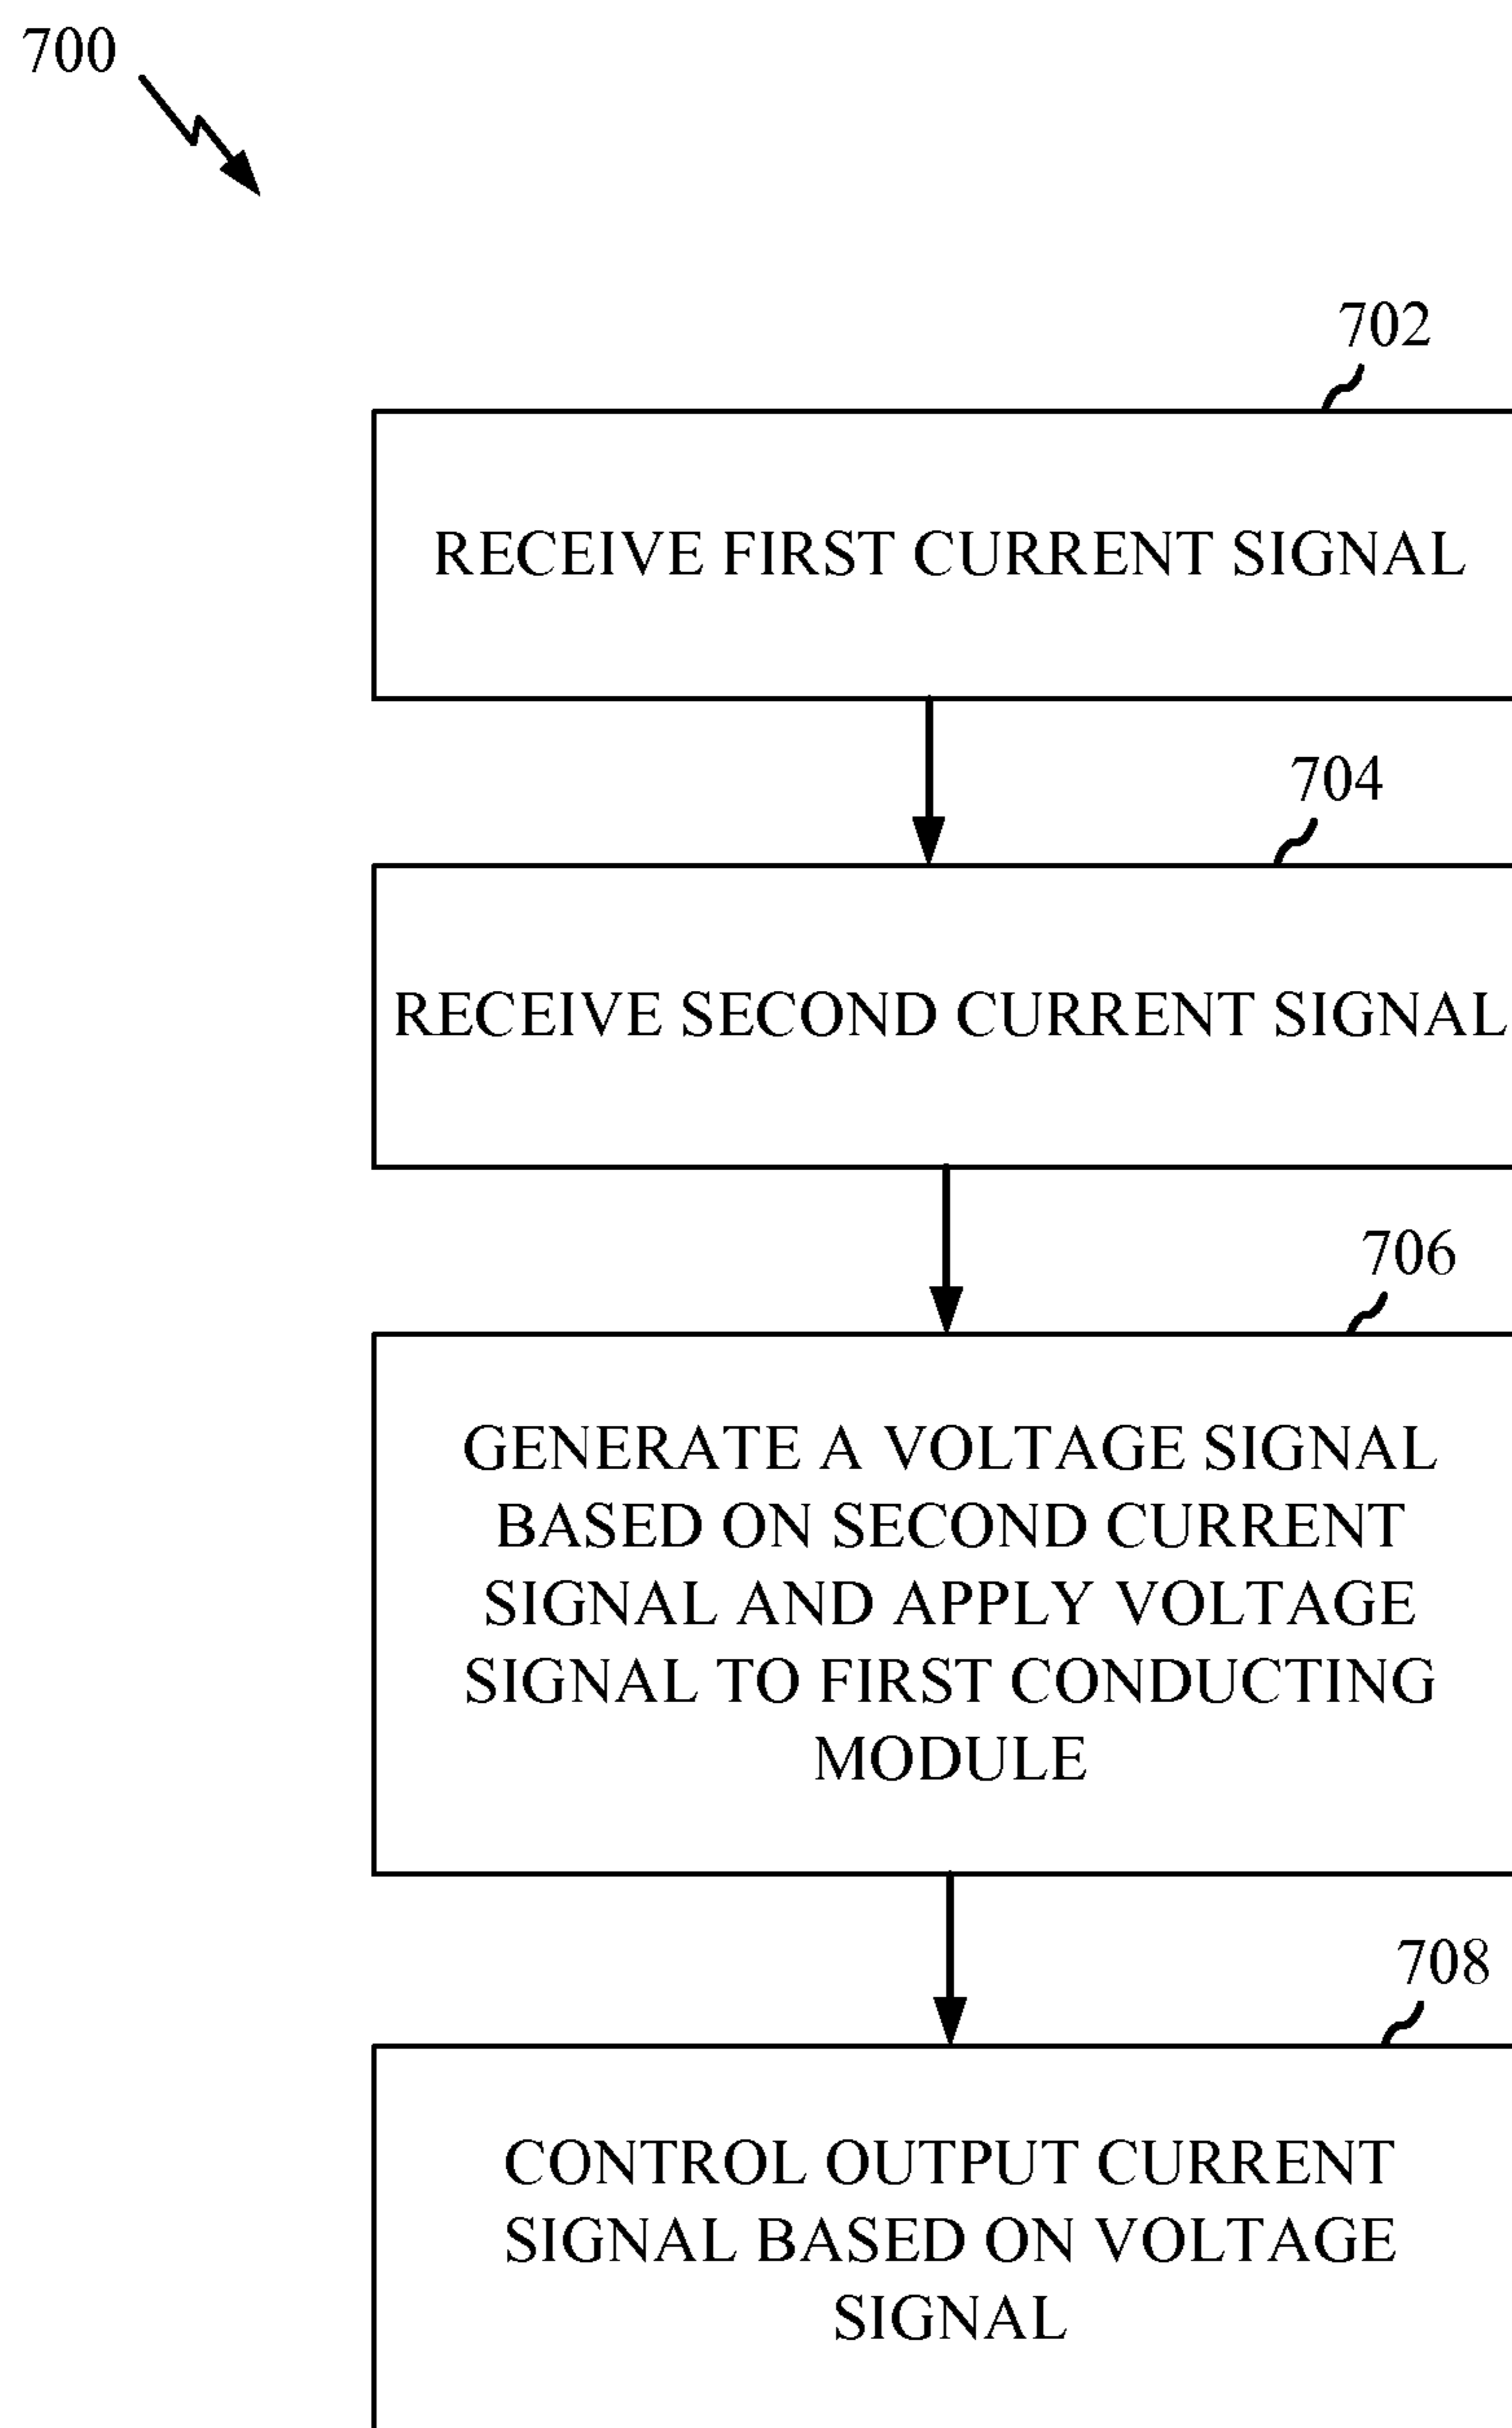 700
702
RECEIVE FIRST CURRENT SIGNAL
704
RECEIVE SECOND CURRENT SIGNAL
706
GENERATE A VOLTAGE SIGNAL
BASED ON SECOND CURRENT
SIGNAL AND APPLY VOLTAGE
SIGNAL TO FIRST CONDUCTING
MODULE
708
CONTROL OUTPUT CURRENT
SIGNAL BASED ON VOLTAGE
SIGNAL